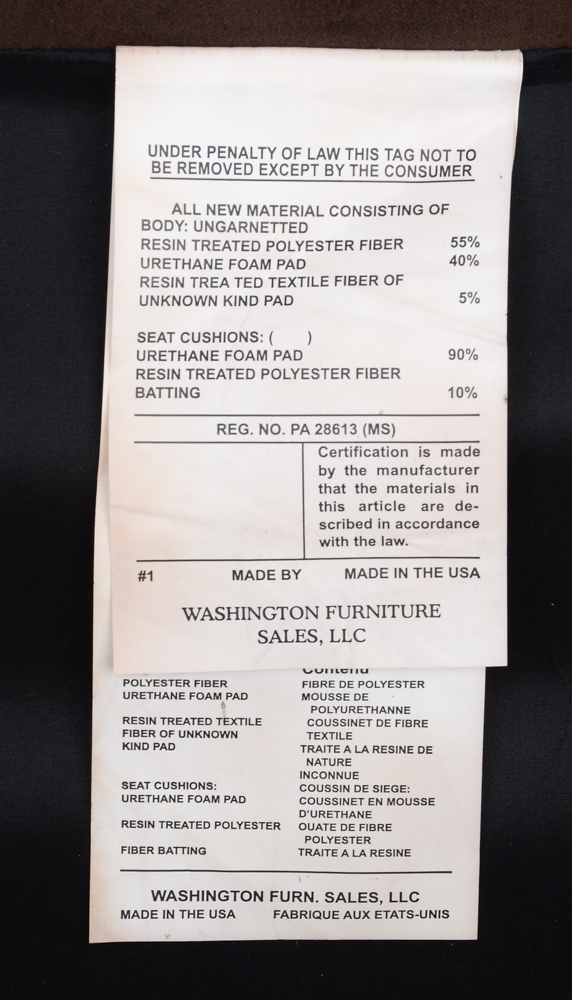 UNDER PENALTY OF LAW THIS TAG NOT TO
BE REMOVED EXCEPT BY THE CONSUMER
ALL NEW MATERIAL CONSISTING OF
BODY: UNGARNETTED
RESIN TREATED POLYESTER FIBER 55%
URETHANE FOAM PAD 40%
RESIN TREA TED TEXTILE FIBER OF
UNKNOWN KIND PAD 5%
SEAT CUSHIONS: ( )
URETHANE FOAM PAD 90%
RESIN TREATED POLYESTER FIBER
BATTING 10%
REG. NO. PA 28613 (MS)
Certification is made
by the manufacturer
that the materials in
this article are de-
scribed in accordance
with the law.
#1 MADE BY MADE IN THE USA
WASHINGTON FURNITURE
SALES, LLC
Contenu
POLYESTER FIBER FIBRE DE POLYESTER
URETHANE FOAM PAD MOUSSE DE
POLYURETHANNE
RESIN TREATED TEXTILE COUSSINET DE FIBRE
FIBER OF UNKNOWN TEXTILE
KIND PAD TRAITE A LA RESINE DE
NATURE
INCONNUE
SEAT CUSHIONS: COUSSIN DE SIEGE:
URETHANE FOAM PAD COUSSINET EN MOUSSE
D'URETHANE
RESIN TREATED POLYESTER OUATE DE FIBRE
POLYESTER
FIBER BATTING TRAITE A LA RESINE
WASHINGTON FURN. SALES, LLC
MADE IN THE USA FABRIQUE AUX ETATS-UNIS